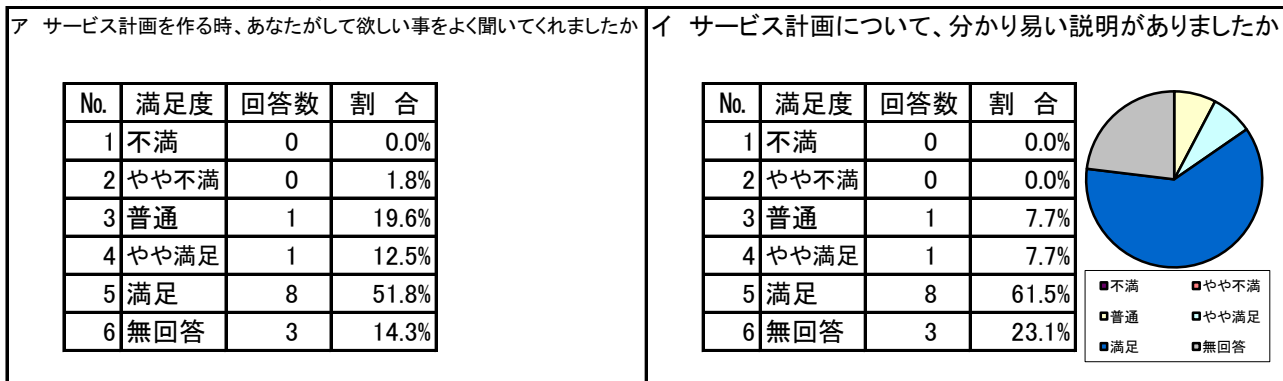 ア サービス計画を作る時、あなたがして欲しい事をよく聞いてくれましたか
No. 満足度 回答数 割 合
1 不満 0 0.0%
2 やや不満 0 1.8%
3 普通 1 19.6%
4 やや満足 1 12.5%
5 満足 8 51.8%
6 無回答 3 14.3%
イ サービス計画について、分かり易い説明がありましたか
No. 満足度 回答数 割 合
1 不満 0 0.0%
2 やや不満 0 0.0%
3 普通 1 7.7%
4 やや満足 1 7.7%
5 満足 8 61.5%
6 無回答 3 23.1%
不満 やや不満
普通 やや満足
満足 無回答